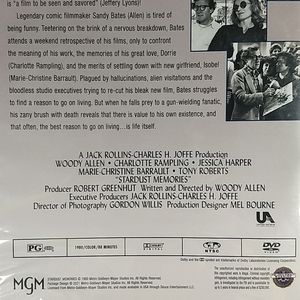 is "a film to be seen and savored" (Jeffery Lyons)!
Legendary comic filmmaker Sandy Bates (Allen) is tired of
being funny. Teetering on the brink of a nervous breakdown, Bates
attends a weekend retrospective of his films, only to confront
the meaning of his work, the memories of his great love, Dorrie
(Charlotte Rampling), and the merits of settling down with new girlfriend, Isobel
(Marie-Christine Barrault). Plagued by hallucinations, alien visitations and the
bloodless studio executives trying to re-cut his bleak new film, Bates struggles
to find a reason to go on living. But when he falls prey to a gun-wielding fanatic,
his zany brush with death reveals that there is value to his own existence, and
that often, the best reason to go on living...is life itself.
A JACK ROLLINS-CHARLES H. JOFFE Production
WOODY ALLEN • CHARLOTTE RAMPLING • JESSICA HARPER
MARIE-CHRISTINE BARRAULT • TONY ROBERTS
"STARDUST MEMORIES"
Producer ROBERT GREENHUT Written and Directed by WOODY ALLEN
Executive Producers JACK ROLLINS-CHARLES H. JOFFE
Director of Photography GORDON WILLIS Production Designer MEL BOURNE
UA
PG
DOLBY
NTSC
DVD
MGM